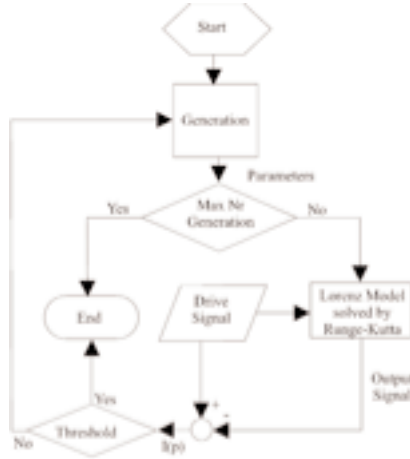 Start
Generation
Parameters
Yes
Max Nr
Generation
No
End
Drive
Signal
Lorenz Model
solved by
Runge-Kutta
Output
Signal
+
-
Yes
No
Threshold
I(p)